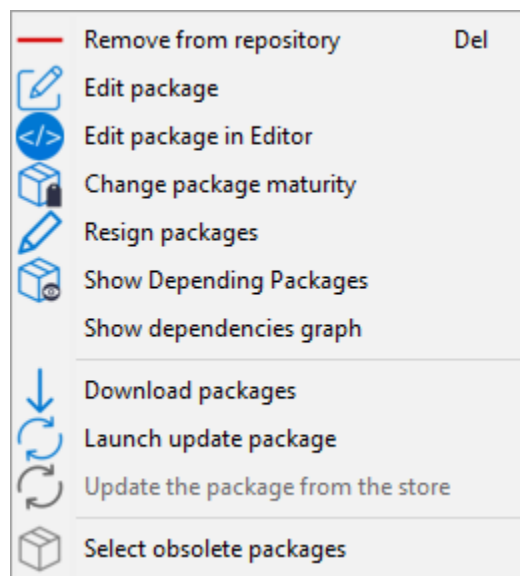 Remove from repository Del
Edit package
</> Edit package in Editor
Change package maturity
Resign packages
Show Depending Packages
Show dependencies graph
Download packages
Launch update package
Update the package from the store
Select obsolete packages